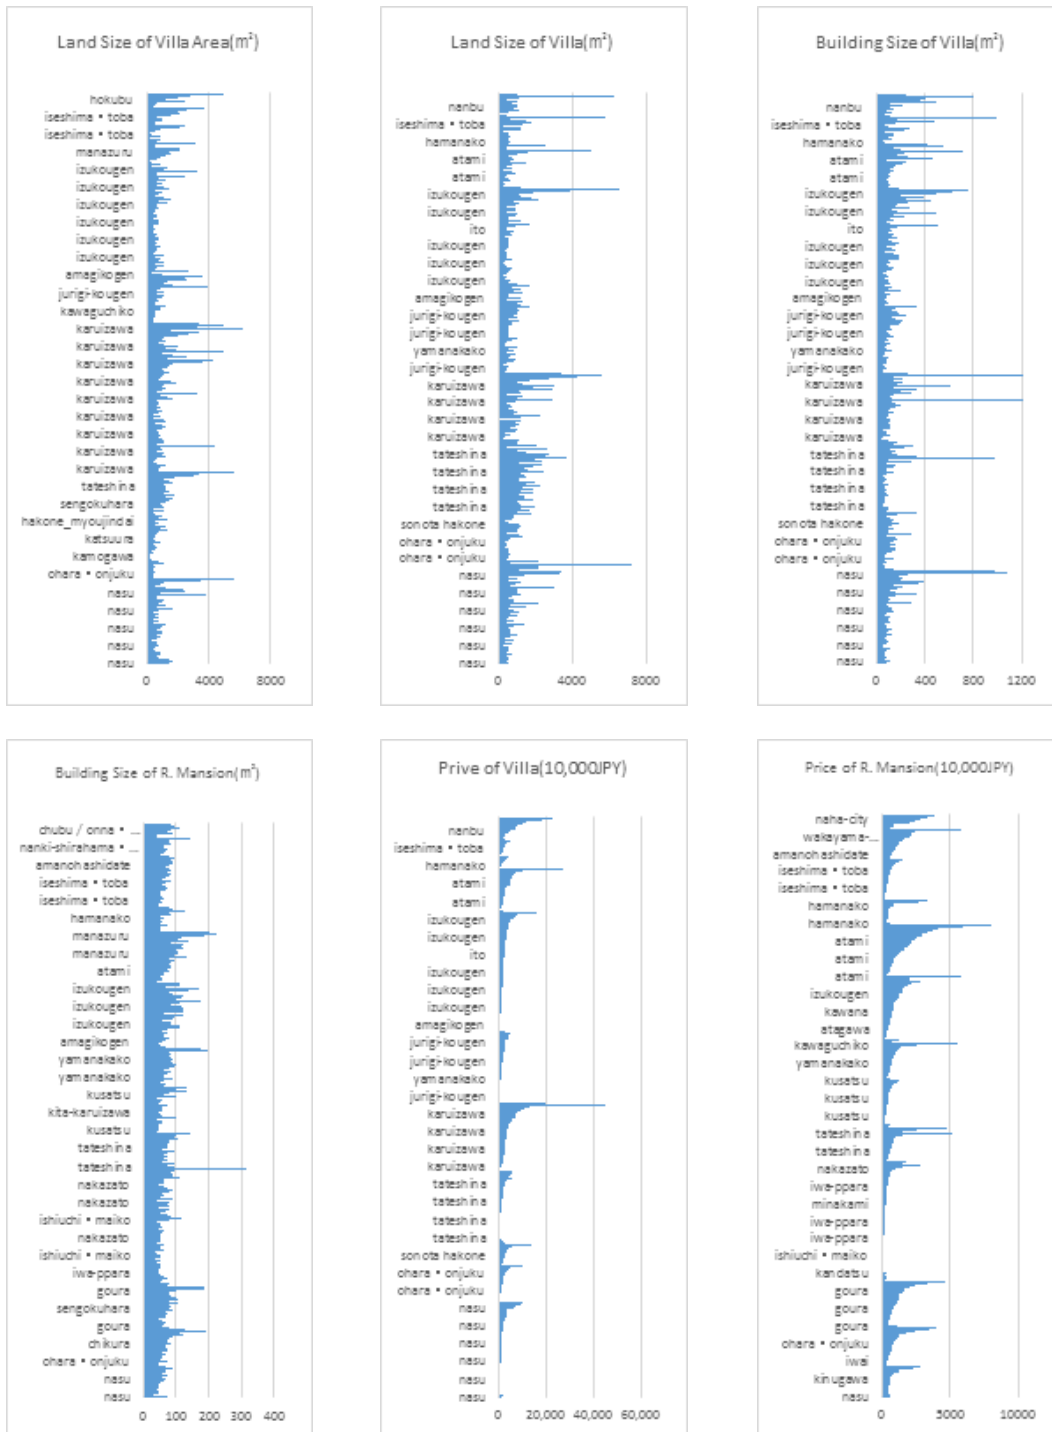 Land Size of Villa Area(m²)
hokubu
iseshima・toba
iseshima・toba
manazuru
izukougen
izukougen
izukougen
izukougen
izukougen
izukougen
amagikogen
jurigi-kougen
kawaguchiko
karuizawa
karuizawa
karuizawa
karuizawa
karuizawa
karuizawa
karuizawa
karuizawa
karuizawa
tateshina
sengokuhara
hakone_myoujindai
katsuura
kamogawa
ohara・onjuku
nasu
nasu
nasu
nasu
nasu
0 4000 8000
Land Size of Villa(m²)
nanbu
iseshima・toba
hamanako
atami
atami
izukougen
izukougen
ito
izukougen
izukougen
izukougen
amagikogen
jurigi-kougen
jurigi-kougen
yamanakako
jurigi-kougen
karuizawa
karuizawa
karuizawa
karuizawa
tateshina
tateshina
tateshina
tateshina
sonota hakone
ohara・onjuku
ohara・onjuku
nasu
nasu
nasu
nasu
nasu
nasu
0 4000 8000
Building Size of Villa(m²)
nanbu
iseshima・toba
hamanako
atami
atami
izukougen
izukougen
ito
izukougen
izukougen
izukougen
amagikogen
jurigi-kougen
jurigi-kougen
yamanakako
jurigi-kougen
karuizawa
karuizawa
karuizawa
karuizawa
tateshina
tateshina
tateshina
tateshina
sonota hakone
ohara・onjuku
ohara・onjuku
nasu
nasu
nasu
nasu
nasu
nasu
0 400 800 1200
Building Size of R. Mansion(m²)
chubu / onna・...
nanki-shirahama・...
amanohashidate
iseshima・toba
iseshima・toba
hamanako
manazuru
manazuru
atami
izukougen
izukougen
izukougen
amagikogen
yamanakako
yamanakako
kusatsu
kita-karuizawa
kusatsu
tateshina
tateshina
nakazato
nakazato
ishiuchi・maiko
nakazato
ishiuchi・maiko
iwa-ppara
goura
sengokuhara
goura
chikura
ohara・onjuku
nasu
nasu
0 100 200 300 400
Prive of Villa(10,000JPY)
nanbu
iseshima・toba
hamanako
atami
atami
izukougen
izukougen
ito
izukougen
izukougen
izukougen
amagikogen
jurigi-kougen
jurigi-kougen
yamanakako
jurigi-kougen
karuizawa
karuizawa
karuizawa
karuizawa
tateshina
tateshina
tateshina
tateshina
sonota hakone
ohara・onjuku
ohara・onjuku
nasu
nasu
nasu
nasu
nasu
nasu
0 20,000 40,000 60,000
Price of R. Mansion(10,000JPY)
naha-city
wakayama-...
amanohashidate
iseshima・toba
iseshima・toba
hamanako
hamanako
atami
atami
atami
izukougen
kawana
atagawa
kawaguchiko
yamanakako
kusatsu
kusatsu
kusatsu
tateshina
tateshina
nakazato
iwa-ppara
minakami
iwa-ppara
iwa-ppara
ishiuchi・maiko
kandatsu
goura
goura
goura
ohara・onjuku
iwai
kinugawa
nasu
0 5000 10000